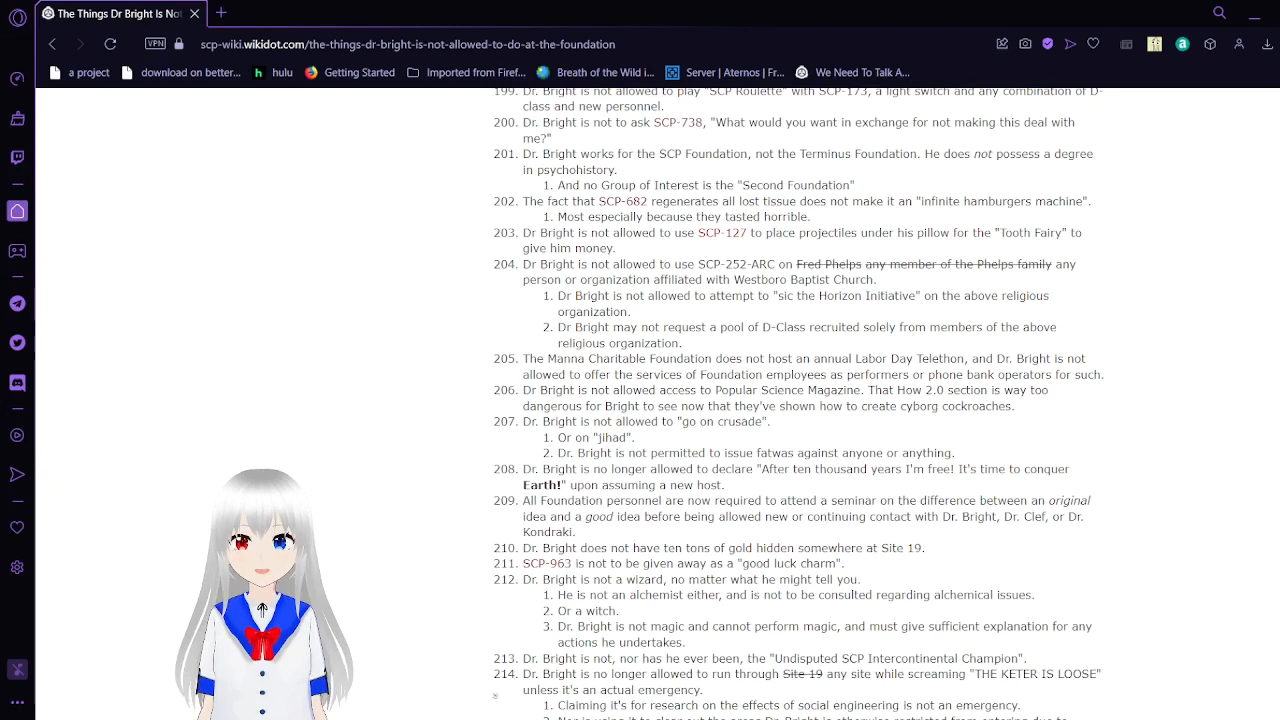 The Things Dr Bright Is Not
scp-wiki.wikidot.com/the-things-dr-bright-is-not-allowed-to-do-at-the-foundation
VPN
a project
download on better...
hulu
Getting Started
Imported from Firef...
Breath of the Wild i...
Server | Aternos | Fr...
We Need To Talk A...
199. Dr. Bright is not allowed to play "SCP Roulette" with SCP-173, a light switch and any combination of D-
class and new personnel.
200. Dr. Bright is not to ask SCP-738, "What would you want in exchange for not making this deal with
me?"
201. Dr. Bright works for the SCP Foundation, not the Terminus Foundation. He does not possess a degree
in psychohistory.
1. And no Group of Interest is the "Second Foundation"
202. The fact that SCP-682 regenerates all lost tissue does not make it an "infinite hamburgers machine".
1. Most especially because they tasted horrible.
203. Dr Bright is not allowed to use SCP-127 to place projectiles under his pillow for the "Tooth Fairy" to
give him money.
204. Dr Bright is not allowed to use SCP-252-ARC on Fred Phelps any member of the Phelps family any
person or organization affiliated with Westboro Baptist Church.
1. Dr Bright is not allowed to attempt to "sic the Horizon Initiative" on the above religious
organization.
2. Dr Bright may not request a pool of D-Class recruited solely from members of the above
religious organization.
205. The Manna Charitable Foundation does not host an annual Labor Day Telethon, and Dr. Bright is not
allowed to offer the services of Foundation employees as performers or phone bank operators for such.
206. Dr Bright is not allowed access to Popular Science Magazine. That How 2.0 section is way too
dangerous for Bright to see now that they've shown how to create cyborg cockroaches.
207. Dr. Bright is not allowed to "go on crusade".
1. Or on "jihad".
2. Dr. Bright is not permitted to issue fatwas against anyone or anything.
208. Dr. Bright is no longer allowed to declare "After ten thousand years I'm free! It's time to conquer
Earth!" upon assuming a new host.
209. All Foundation personnel are now required to attend a seminar on the difference between an original
idea and a good idea before being allowed new or continuing contact with Dr. Bright, Dr. Clef, or Dr.
Kondraki.
210. Dr. Bright does not have ten tons of gold hidden somewhere at Site 19.
211. SCP-963 is not to be given away as a "good luck charm".
212. Dr. Bright is not a wizard, no matter what he might tell you.
1. He is not an alchemist either, and is not to be consulted regarding alchemical issues.
2. Or a witch.
3. Dr. Bright is not magic and cannot perform magic, and must give sufficient explanation for any
actions he undertakes.
213. Dr. Bright is not, nor has he ever been, the "Undisputed SCP Intercontinental Champion".
214. Dr. Bright is no longer allowed to run through Site 19 any site while screaming "THE KETER IS LOOSE"
unless it's an actual emergency.
1. Claiming it's for research on the effects of social engineering is not an emergency.